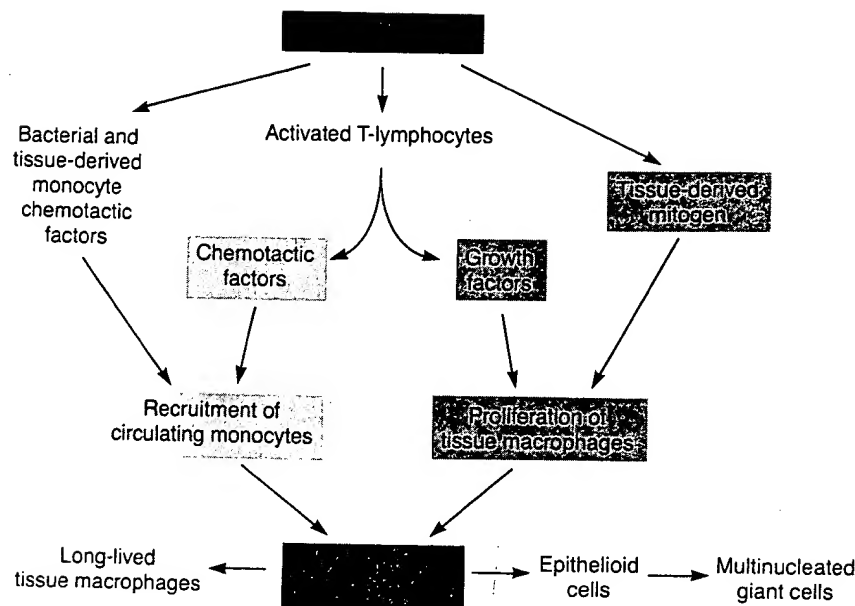 Bacterial and
tissue-derived
monocyte
chemotactic
factors
Activated T-lymphocytes
Tissue-derived
mitogen
Chemotactic
factors
Growth
factors
Recruitment of
circulating monocytes
Proliferation of
tissue macrophages
Long-lived
tissue macrophages
Epithelioid
cells
Multinucleated
giant cells